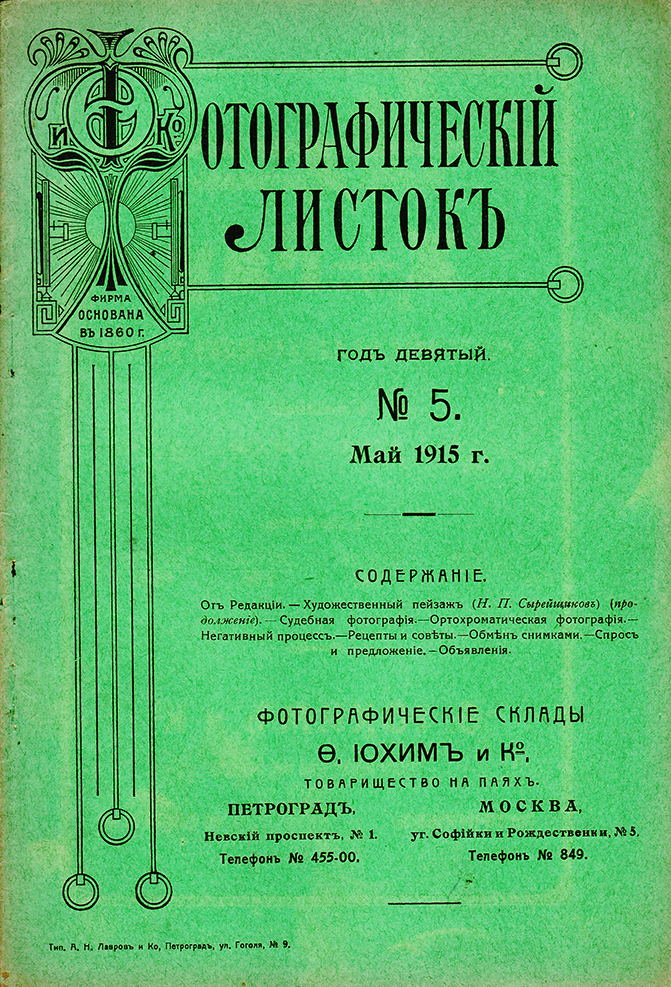 Ф
И Ко
ФОТОГРАФИЧЕСКІЙ
ЛИСТОКЪ
ФИРМА
ОСНОВАНА
ВЪ 1860 г.
ГОДЪ ДЕВЯТЫЙ.
№ 5.
Май 1915 г.
СОДЕРЖАНІЕ.
Отъ Редакціи. — Художественный пейзажъ (Н. П. Сырейщиковъ) (про-
долженіе). — Судебная фотографія.—Ортохроматическая фотографія.—
Негативный процессъ.—Рецепты и совѣты.—Обмѣнъ снимками.—Спросъ
и предложеніе.—Объявленія.
ФОТОГРАФИЧЕСКІЕ СКЛАДЫ
Ѳ. ІОХИМЪ и Ко.
ТОВАРИЩЕСТВО НА ПАЯХЪ.
ПЕТРОГРАДЪ,
Невскій проспектъ, № 1.
Телефонъ № 455-00.
МОСКВА,
уг. Софійки и Рождественки, № 5.
Телефонъ № 849.
Тип. А. Н. Лавровъ и Ко, Петроградъ, ул. Гоголя, № 9.